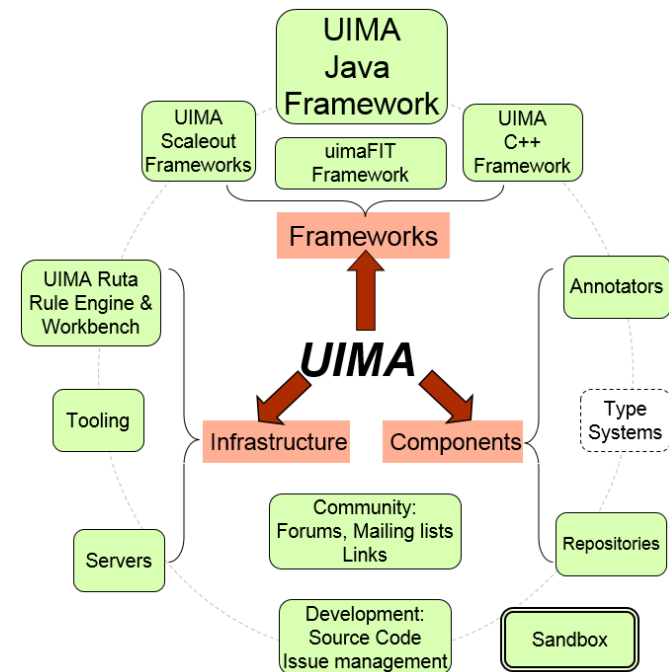 UIMA
Java
Framework
UIMA
Scaleout
Frameworks
uimaFIT
Framework
UIMA
C++
Framework
Frameworks
UIMA Ruta
Rule Engine &
Workbench
Annotators
UIMA
Tooling
Type
Systems
Infrastructure
Components
Servers
Community:
Forums, Mailing lists
Links
Repositories
Development:
Source Code
Issue management
Sandbox